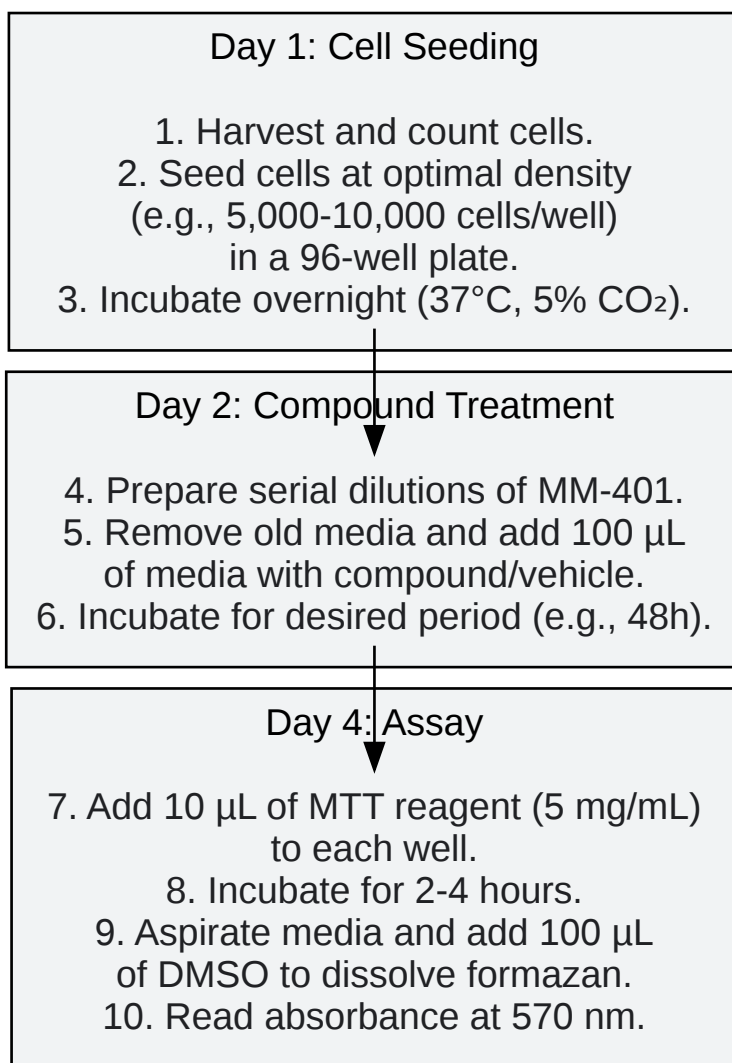 Day 1: Cell Seeding
1. Harvest and count cells.
2. Seed cells at optimal density
(e.g., 5,000-10,000 cells/well)
in a 96-well plate.
3. Incubate overnight (37°C, 5% CO₂).
Day 2: Compound Treatment
4. Prepare serial dilutions of MM-401.
5. Remove old media and add 100 µL
of media with compound/vehicle.
6. Incubate for desired period (e.g., 48h).
Day 4: Assay
7. Add 10 µL of MTT reagent (5 mg/mL)
to each well.
8. Incubate for 2-4 hours.
9. Aspirate media and add 100 µL
of DMSO to dissolve formazan.
10. Read absorbance at 570 nm.